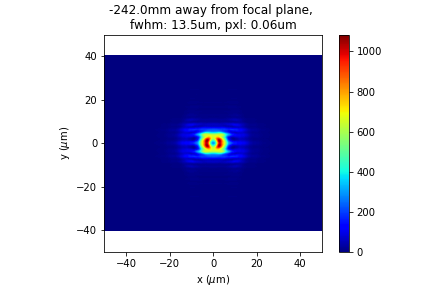 -242.0mm away from focal plane,
fwhm: 13.5um, pxl: 0.06um
40
20
0
−20
−40
y (μm)
−40 −20 0 20 40
x (μm)
1000
800
600
400
200
0